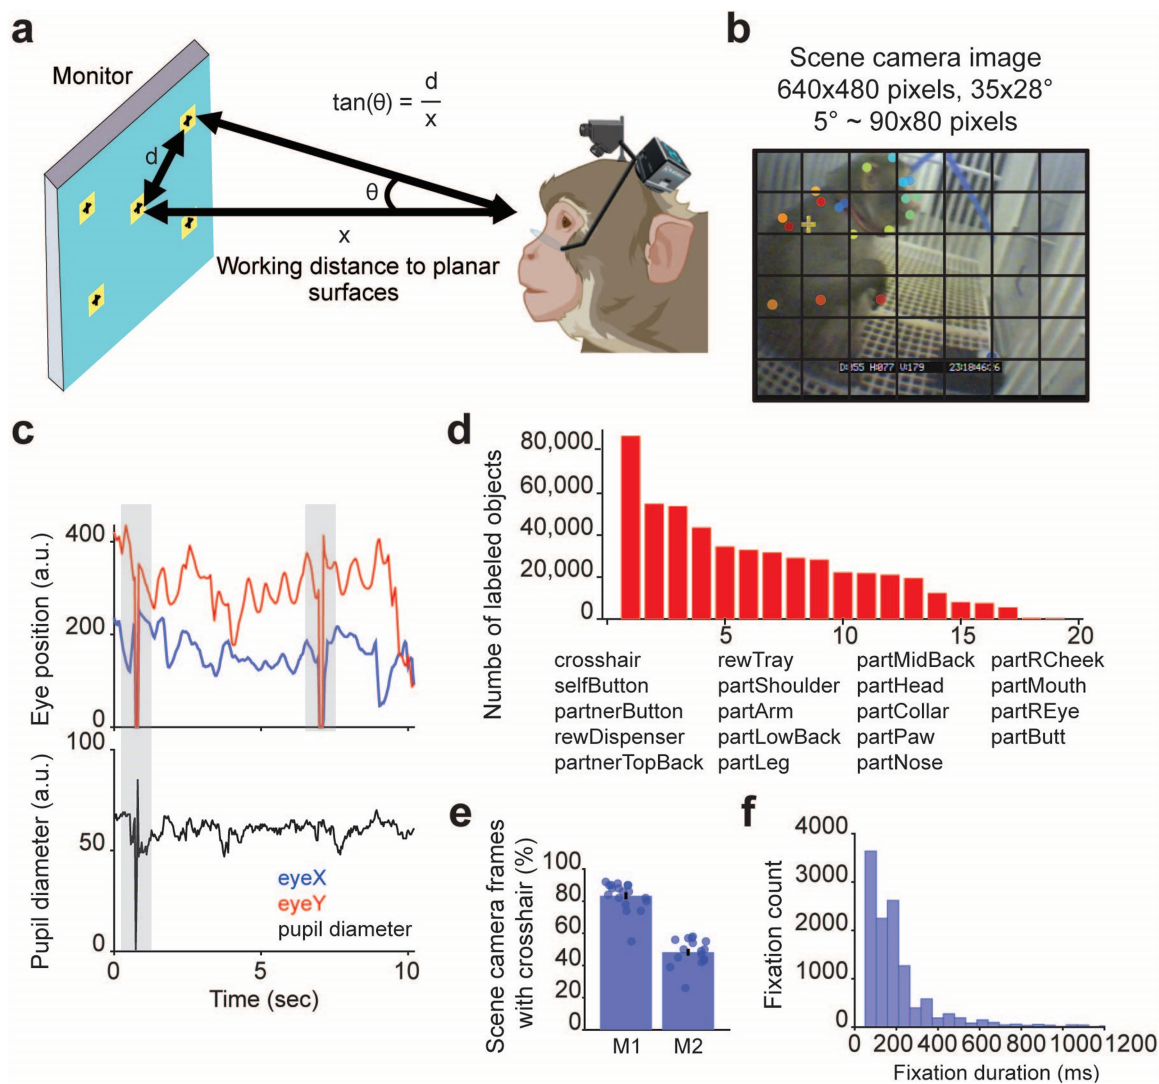 a
Monitor
tan(θ) = d
x
d
θ
x
Working distance to planar
surfaces
b
Scene camera image
640x480 pixels, 35x28°
5° ~ 90x80 pixels
23:18:46:
c
Eye position (a.u.)
400
200
0
Pupil diameter (a.u.)
100
50
0
eyeX
eyeY
pupil diameter
0
5
10
Time (sec)
d
Numbe of labeled objects
80,000
60,000
40,000
20,000
0
5
10
15
20
crosshair
rewTray
partMidBack
partRCheek
selfButton
partShoulder
partHead
partMouth
partnerButton
partArm
partCollar
partREye
rewDispenser
partLowBack
partPaw
partButt
partnerTopBack
partLeg
partNose
e
Scene camera frames
with crosshair (%)
100
80
60
40
20
0
M1
M2
f
Fixation count
4000
3000
2000
1000
0
0
200
400
600
800
1000
1200
Fixation duration (ms)